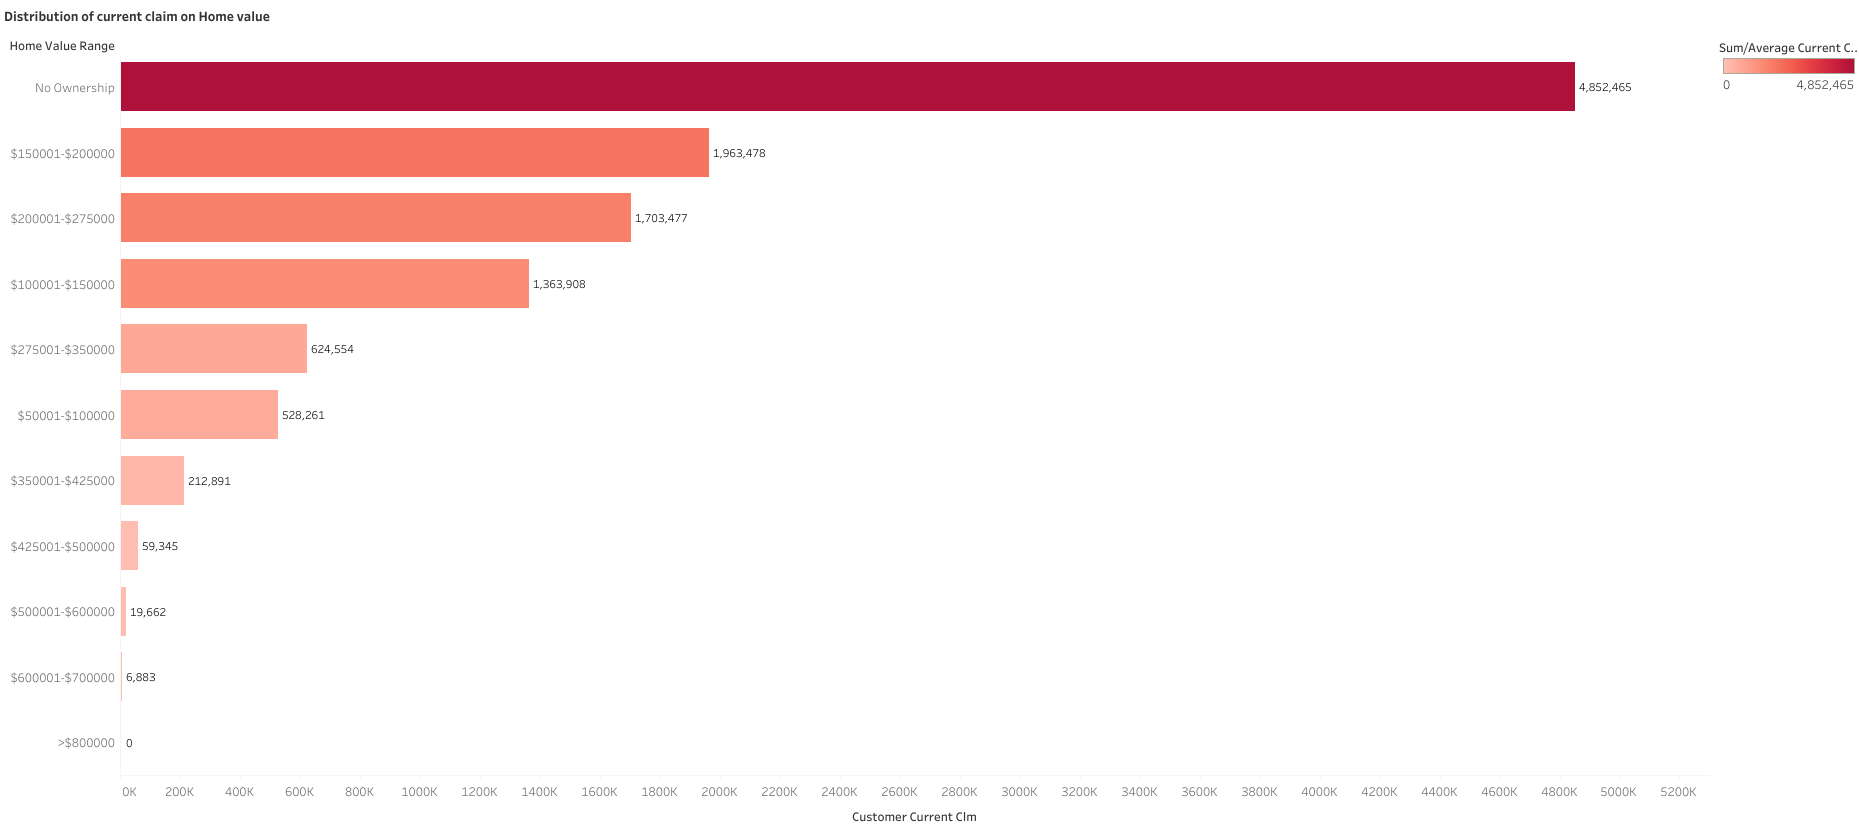 Distribution of current claim on Home value
Home Value Range
Sum/Average Current C..
0 4,852,465
No Ownership 4,852,465
$150001-$200000 1,963,478
$200001-$275000 1,703,477
$100001-$150000 1,363,908
$275001-$350000 624,554
$50001-$100000 528,261
$350001-$425000 212,891
$425001-$500000 59,345
$500001-$600000 19,662
$600001-$700000 6,883
>$800000 0
0K 200K 400K 600K 800K 1000K 1200K 1400K 1600K 1800K 2000K 2200K 2400K 2600K 2800K 3000K 3200K 3400K 3600K 3800K 4000K 4200K 4400K 4600K 4800K 5000K 5200K
Customer Current Clm